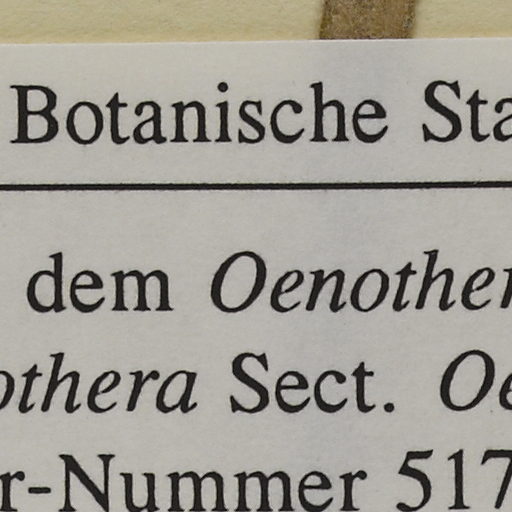 Botanische Sta
dem Oenother
othera Sect. Oe
r-Nummer 517